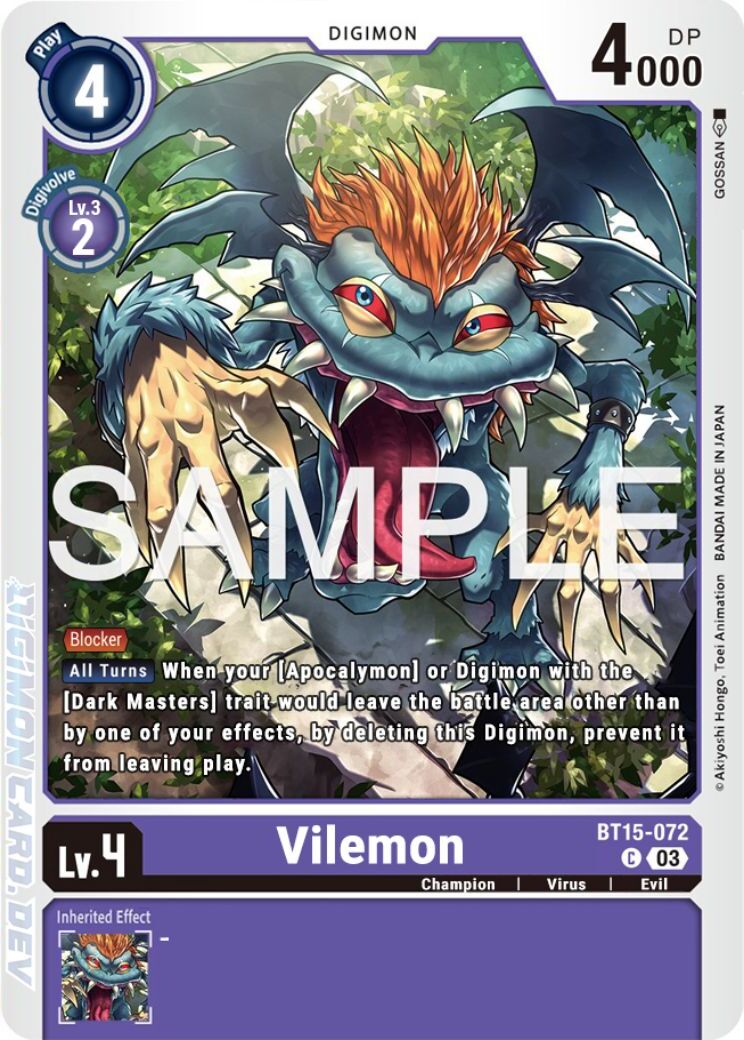 DIGIMON
Play
4
DP
4000
Digivolve
Lv.3
2
GOSSAN
SAMPLE
Blocker
All Turns When your [Apocalymon] or Digimon with the
[Dark Masters] trait would leave the battle area other than
by one of your effects, by deleting this Digimon, prevent it
from leaving play.
© Akiyoshi Hongo, Toei Animation BANDAI MADE IN JAPAN
DIGIMONCARD.DEV
Lv.4
Vilemon
BT15-072
C 03
Champion | Virus | Evil
Inherited Effect
-